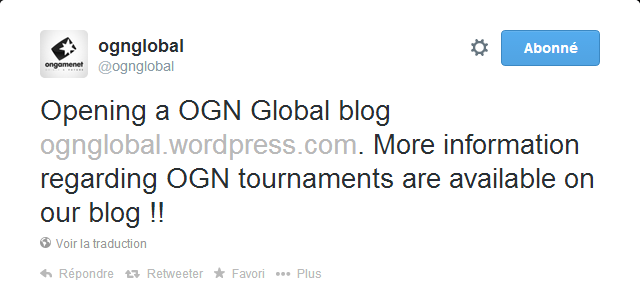 ognglobal
@ognglobal
Abonné
ongamenet
Opening a OGN Global blog
ognglobal.wordpress.com. More information
regarding OGN tournaments are available on
our blog !!
Voir la traduction
Répondre Retweeter Favori Plus